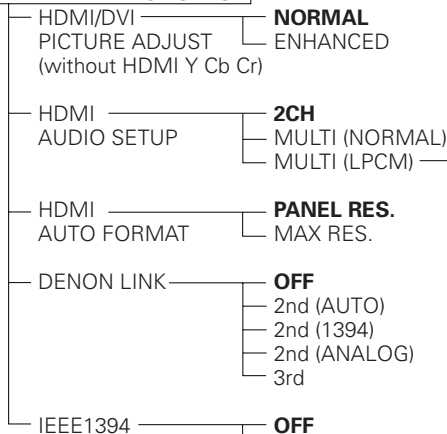 HDMI/DVI NORMAL
PICTURE ADJUST ENHANCED
(without HDMI Y Cb Cr)
HDMI 2CH
AUDIO SETUP MULTI (NORMAL)
MULTI (LPCM)
HDMI PANEL RES.
AUTO FORMAT MAX RES.
DENON LINK OFF
2nd (AUTO)
2nd (1394)
2nd (ANALOG)
3rd
IEEE1394 OFF